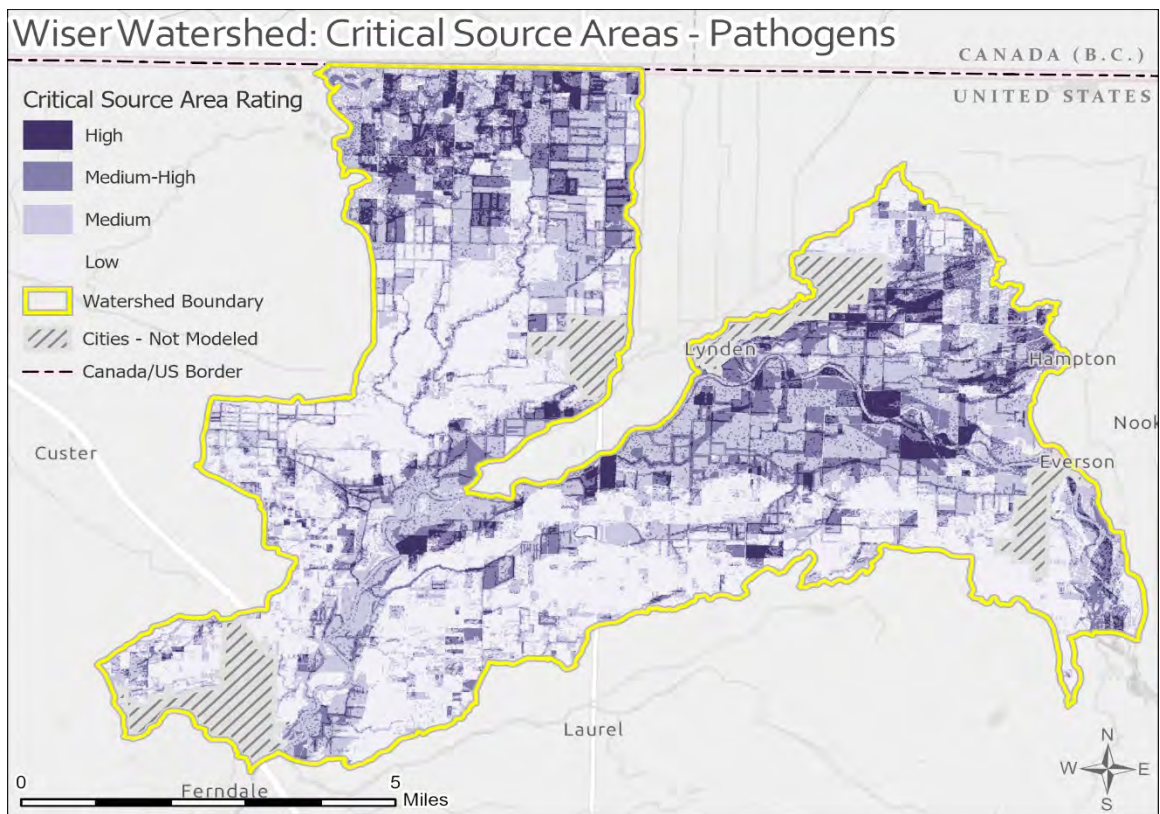 Wiser Watershed: Critical Source Areas - Pathogens
CANADA (B.C.)
UNITED STATES
Critical Source Area Rating
High
Medium-High
Medium
Low
Watershed Boundary
Cities - Not Modeled
Canada/US Border
Lynden
Hampton
Nook
Custer
Everson
Laurel
Ferndale
N
W E
S
0 5
Miles